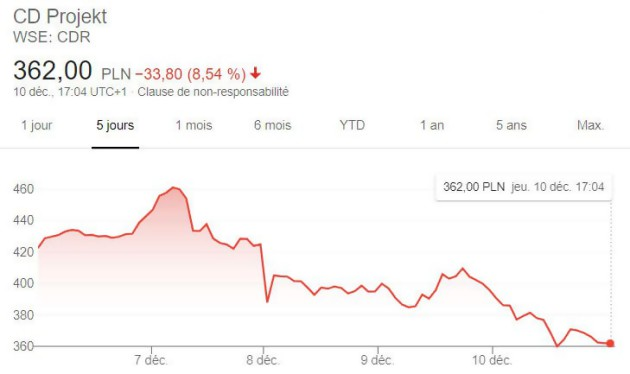 CD Projekt
WSE: CDR
362,00 PLN −33,80 (8,54 %)
10 déc., 17:04 UTC+1 · Clause de non-responsabilité
1 jour 5 jours 1 mois 6 mois YTD 1 an 5 ans Max.
362,00 PLN jeu. 10 déc. 17:04
460
440
420
400
380
360
7 déc. 8 déc. 9 déc. 10 déc.